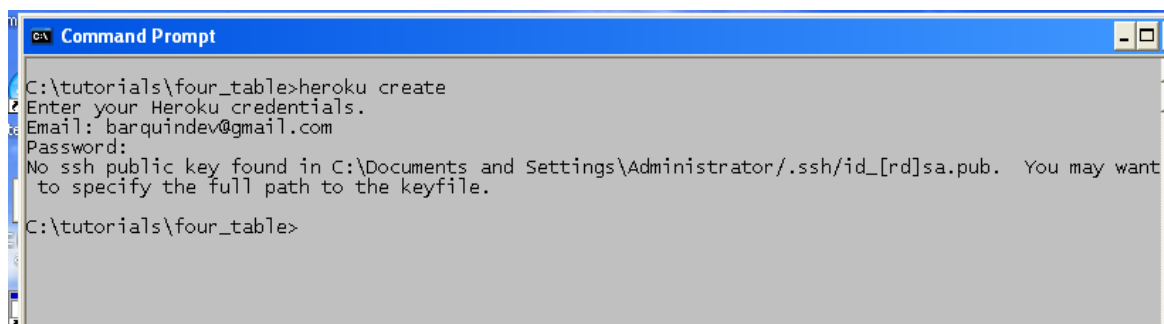 Command Prompt
C:\tutorials\four_table>heroku create
Enter your Heroku credentials.
Email: barquindev@gmail.com
Password:
No ssh public key found in C:\Documents and Settings\Administrator/.ssh/id_[rd]sa.pub.  You may want
 to specify the full path to the keyfile.
C:\tutorials\four_table>